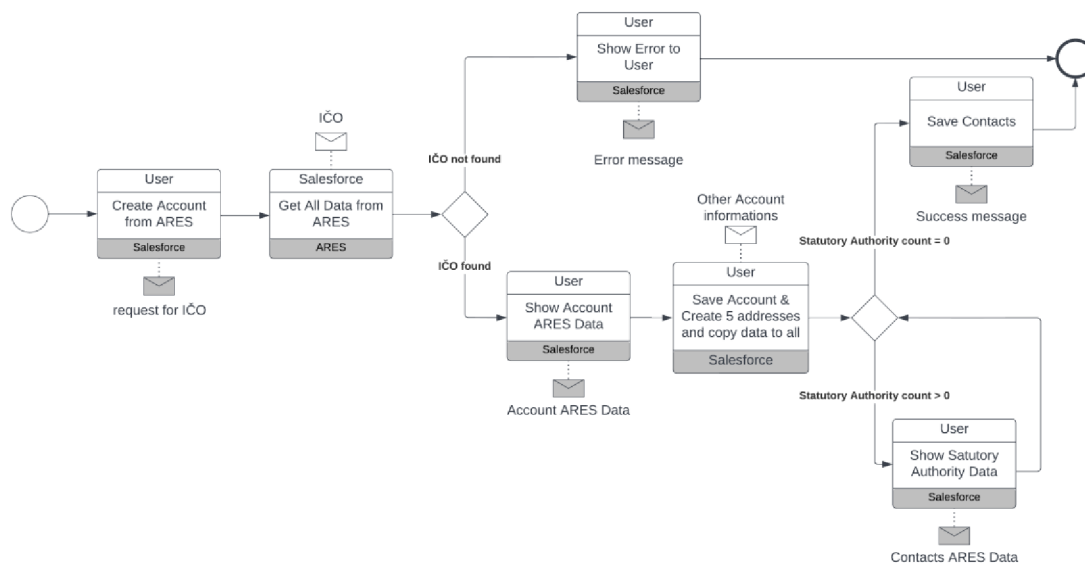 User
Show Error to
User
Salesforce
Error message
User
Save Contacts
Salesforce
Success message
IČO
IČO not found
User
Create Account
from ARES
Salesforce
request for IČO
Salesforce
Get All Data from
ARES
ARES
Other Account
informations
Statutory Authority count = 0
IČO found
User
Show Account
ARES Data
Salesforce
Account ARES Data
User
Save Account &
Create 5 addresses
and copy data to all
Salesforce
Statutory Authority count > 0
User
Show Satutory
Authority Data
Salesforce
Contacts ARES Data